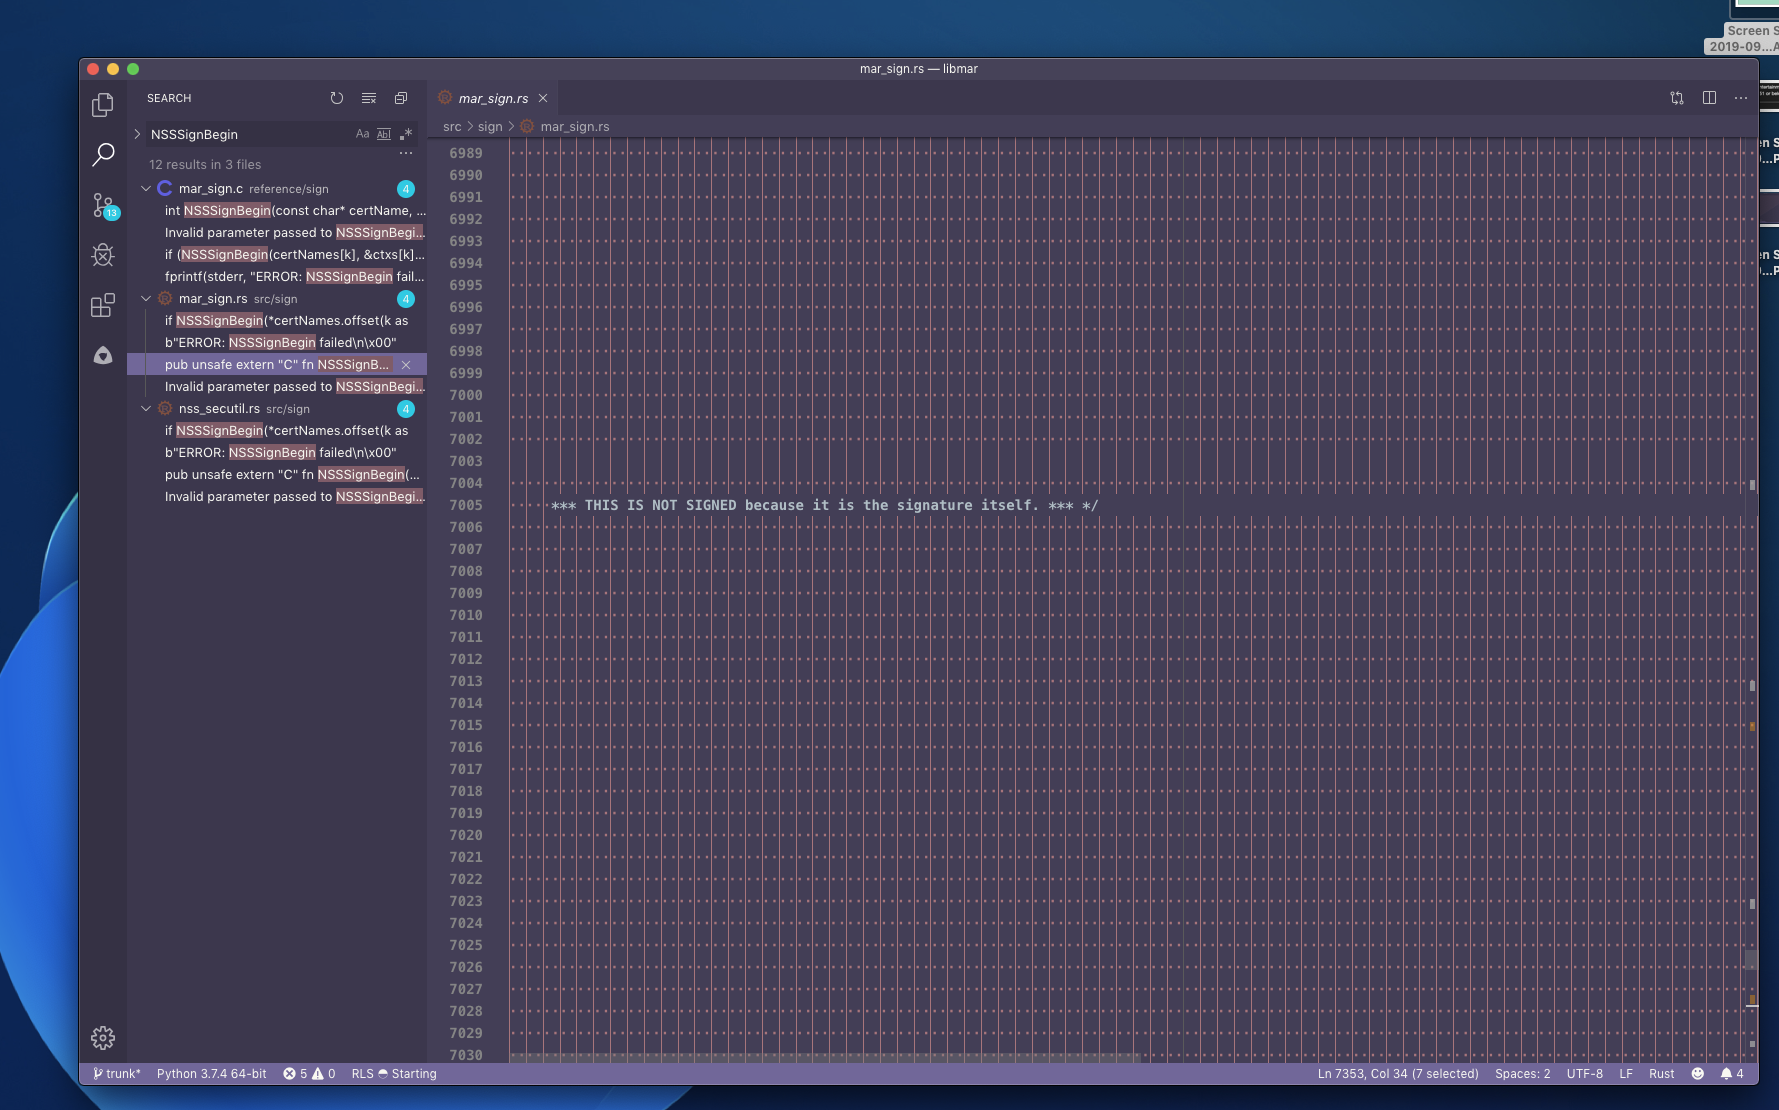 Screen S
2019-09...A
mar_sign.rs — libmar
SEARCH
mar_sign.rs
src > sign > mar_sign.rs
NSSSignBegin
Aa Abl .*
12 results in 3 files
mar_sign.c reference/sign 4
int NSSSignBegin(const char* certName, ...
Invalid parameter passed to NSSSignBegi...
if (NSSSignBegin(certNames[k], &ctxs[k]...
fprintf(stderr, "ERROR: NSSSignBegin fail...
mar_sign.rs src/sign 4
if NSSSignBegin(*certNames.offset(k as
b"ERROR: NSSSignBegin failed\n\x00"
pub unsafe extern "C" fn NSSSignB...
Invalid parameter passed to NSSSignBegi...
nss_secutil.rs src/sign 4
if NSSSignBegin(*certNames.offset(k as
b"ERROR: NSSSignBegin failed\n\x00"
pub unsafe extern "C" fn NSSSignBegin(...
Invalid parameter passed to NSSSignBegi...
13
6989
6990
6991
6992
6993
6994
6995
6996
6997
6998
6999
7000
7001
7002
7003
7004
7005 *** THIS IS NOT SIGNED because it is the signature itself. *** */
7006
7007
7008
7009
7010
7011
7012
7013
7014
7015
7016
7017
7018
7019
7020
7021
7022
7023
7024
7025
7026
7027
7028
7029
7030
trunk* Python 3.7.4 64-bit 5 0 RLS Starting
Ln 7353, Col 34 (7 selected) Spaces: 2 UTF-8 LF Rust 4